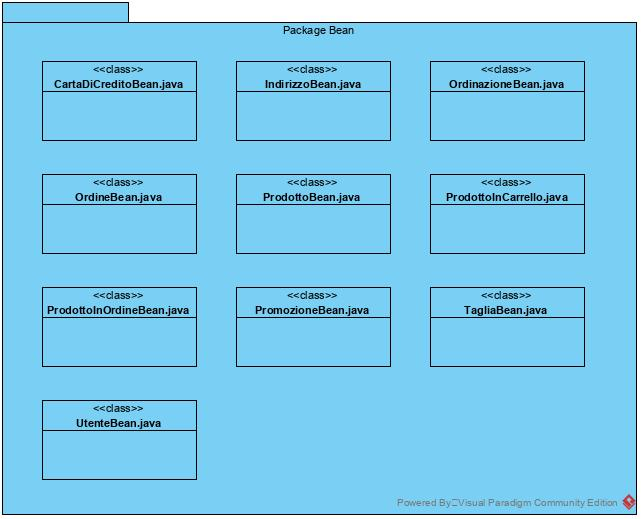 Package Bean
<<class>>
CartaDiCreditoBean.java
<<class>>
IndirizzoBean.java
<<class>>
OrdinazioneBean.java
<<class>>
OrdineBean.java
<<class>>
ProdottoBean.java
<<class>>
ProdottoInCarrello.java
<<class>>
ProdottoInOrdineBean.java
<<class>>
PromozioneBean.java
<<class>>
TagliaBean.java
<<class>>
UtenteBean.java
Powered By Visual Paradigm Community Edition